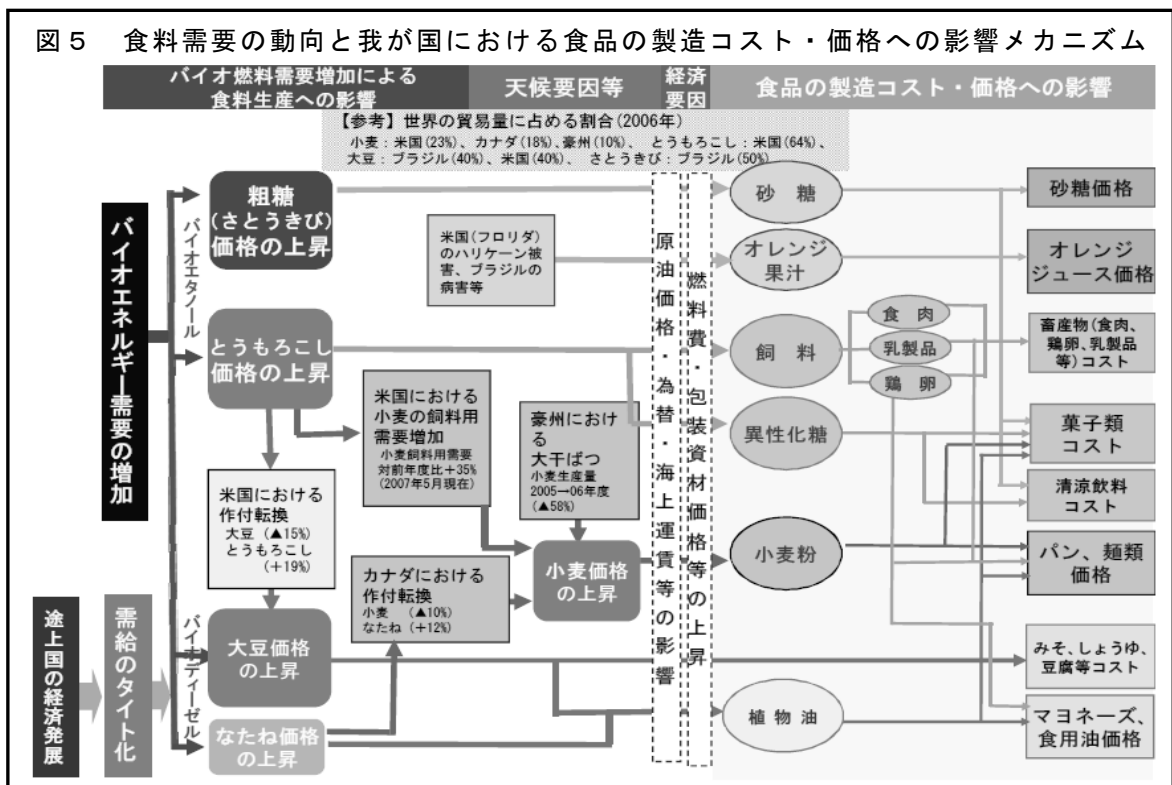 図５　食料需要の動向と我が国における食品の製造コスト・価格への影響メカニズム
バイオ燃料需要増加による
食料生産への影響
天候要因等
経済
要因
食品の製造コスト・価格への影響
【参考】世界の貿易量に占める割合(2006年)
小麦：米国(23%)、カナダ(18%)、豪州(10%)、　とうもろこし：米国(64%)、
大豆：ブラジル(40%)、米国(40%)、　さとうきび：ブラジル(50%)
バイオエネルギー需要の増加
途上国の経済発展
需給のタイト化
バイオエタノール
バイオディーゼル
粗糖
(さとうきび)
価格の上昇
とうもろこし
価格の上昇
米国における
作付転換
大豆 (▲15%)
とうもろこし
(+19%)
大豆価格
の上昇
なたね価格
の上昇
米国(フロリダ)
のハリケーン被
害、ブラジルの
病害等
米国における
小麦の飼料用
需要増加
小麦飼料用需要
対前年度比＋35%
(2007年5月現在)
豪州におけ
る
大干ばつ
小麦生産量
2005→06年度
(▲58%)
カナダにおける
作付転換
小麦　(▲10%)
なたね (＋12%)
小麦価格
の上昇
原油価格・為替・海上運賃等の影響
燃料費・包装資材価格等の上昇
砂　糖
オレンジ
果汁
飼　料
異性化糖
小麦粉
植物油
食　肉
乳製品
鶏　卵
砂糖価格
オレンジ
ジュース価格
畜産物(食肉、
鶏卵、乳製品
等)コスト
菓子類
コスト
清涼飲料
コスト
パン、麺類
価格
みそ、しょうゆ、
豆腐等コスト
マヨネーズ、
食用油価格